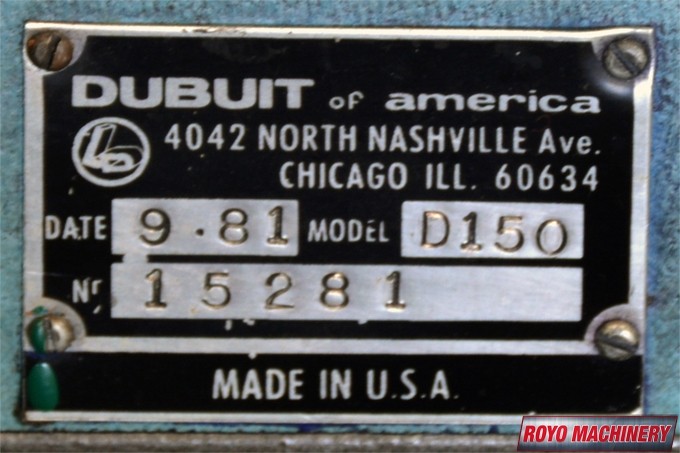 DUBUIT of america
4042 NORTH NASHVILLE Ave.
CHICAGO ILL. 60634
DATE 9.81 MODEL D150
Nr 15281
MADE IN U.S.A.
ROYO MACHINERY